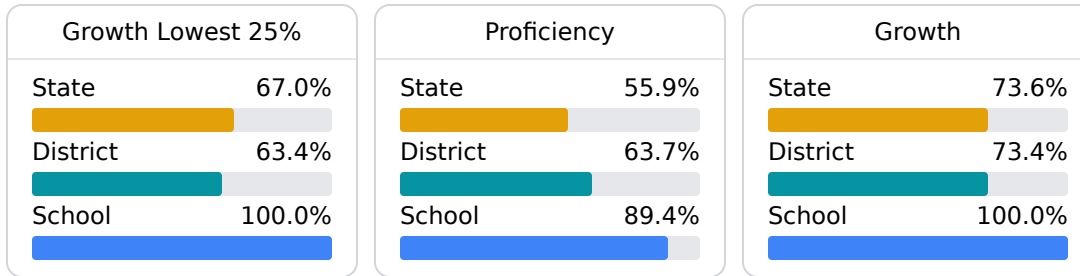 Growth Lowest 25%
State 67.0%
District 63.4%
School 100.0%
Proficiency
State 55.9%
District 63.7%
School 89.4%
Growth
State 73.6%
District 73.4%
School 100.0%